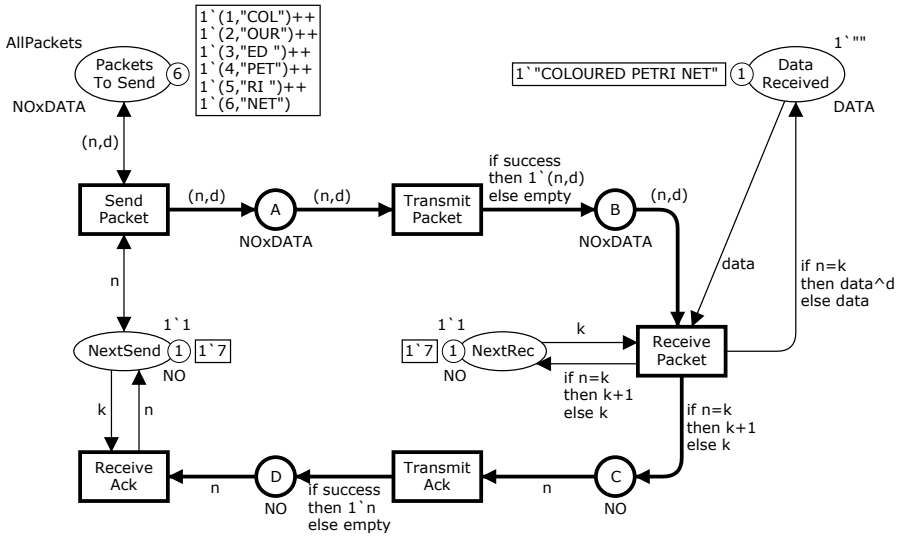 AllPackets
Packets
To Send
6
1`(1,"COL")++
1`(2,"OUR")++
1`(3,"ED ")++
1`(4,"PET")++
1`(5,"RI ")++
1`(6,"NET")
NOxDATA
1`""
1`"COLOURED PETRI NET"
1
Data
Received
DATA
(n,d)
Send
Packet
(n,d)
A
NOxDATA
(n,d)
Transmit
Packet
if success
then 1`(n,d)
else empty
B
NOxDATA
(n,d)
n
data
if n=k
then data^d
else data
1`1
NextSend
1
1`7
NO
1`1
1`7
1
NextRec
NO
k
if n=k
then k+1
else k
Receive
Packet
if n=k
then k+1
else k
k
n
Receive
Ack
n
D
NO
if success
then 1`n
else empty
Transmit
Ack
n
C
NO